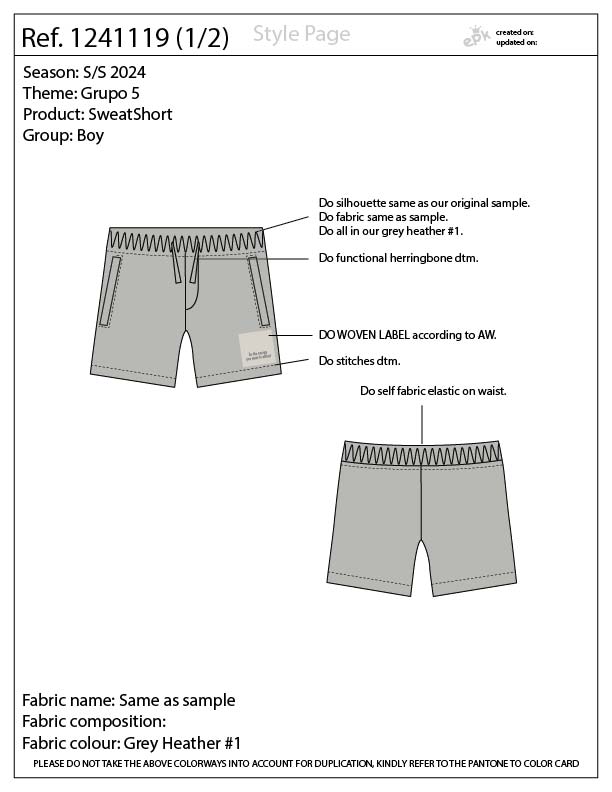 Ref. 1241119 (1/2)
Style Page
epk
created on:
updated on:
Season: S/S 2024
Theme: Grupo 5
Product: SweatShort
Group: Boy
Do silhouette same as our original sample.
Do fabric same as sample.
Do all in our grey heather #1.
Do functional herringbone dtm.
DO WOVEN LABEL according to AW.
Do stitches dtm.
Do self fabric elastic on waist.
Fabric name: Same as sample
Fabric composition:
Fabric colour: Grey Heather #1
PLEASE DO NOT TAKE THE ABOVE COLORWAYS INTO ACCOUNT FOR DUPLICATION, KINDLY REFER TO THE PANTONE TO COLOR CARD